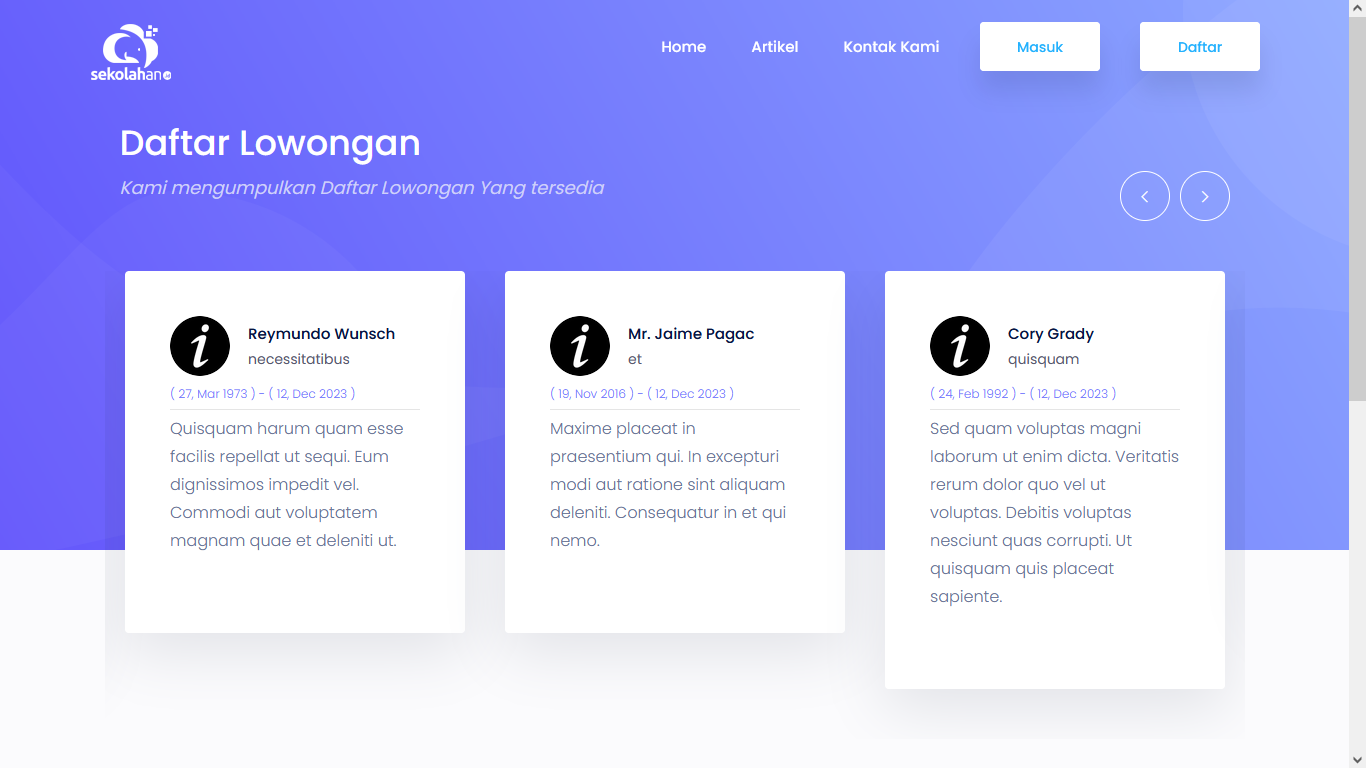 sekolahan
Home Artikel Kontak Kami Masuk Daftar
Daftar Lowongan
Kami mengumpulkan Daftar Lowongan Yang tersedia
i Reymundo Wunsch
necessitatibus
( 27, Mar 1973 ) - ( 12, Dec 2023 )
Quisquam harum quam esse
facilis repellat ut sequi. Eum
dignissimos impedit vel.
Commodi aut voluptatem
magnam quae et deleniti ut.
i Mr. Jaime Pagac
et
( 19, Nov 2016 ) - ( 12, Dec 2023 )
Maxime placeat in
praesentium qui. In excepturi
modi aut ratione sint aliquam
deleniti. Consequatur in et qui
nemo.
i Cory Grady
quisquam
( 24, Feb 1992 ) - ( 12, Dec 2023 )
Sed quam voluptas magni
laborum ut enim dicta. Veritatis
rerum dolor quo vel ut
voluptas. Debitis voluptas
nesciunt quas corrupti. Ut
quisquam quis placeat
sapiente.